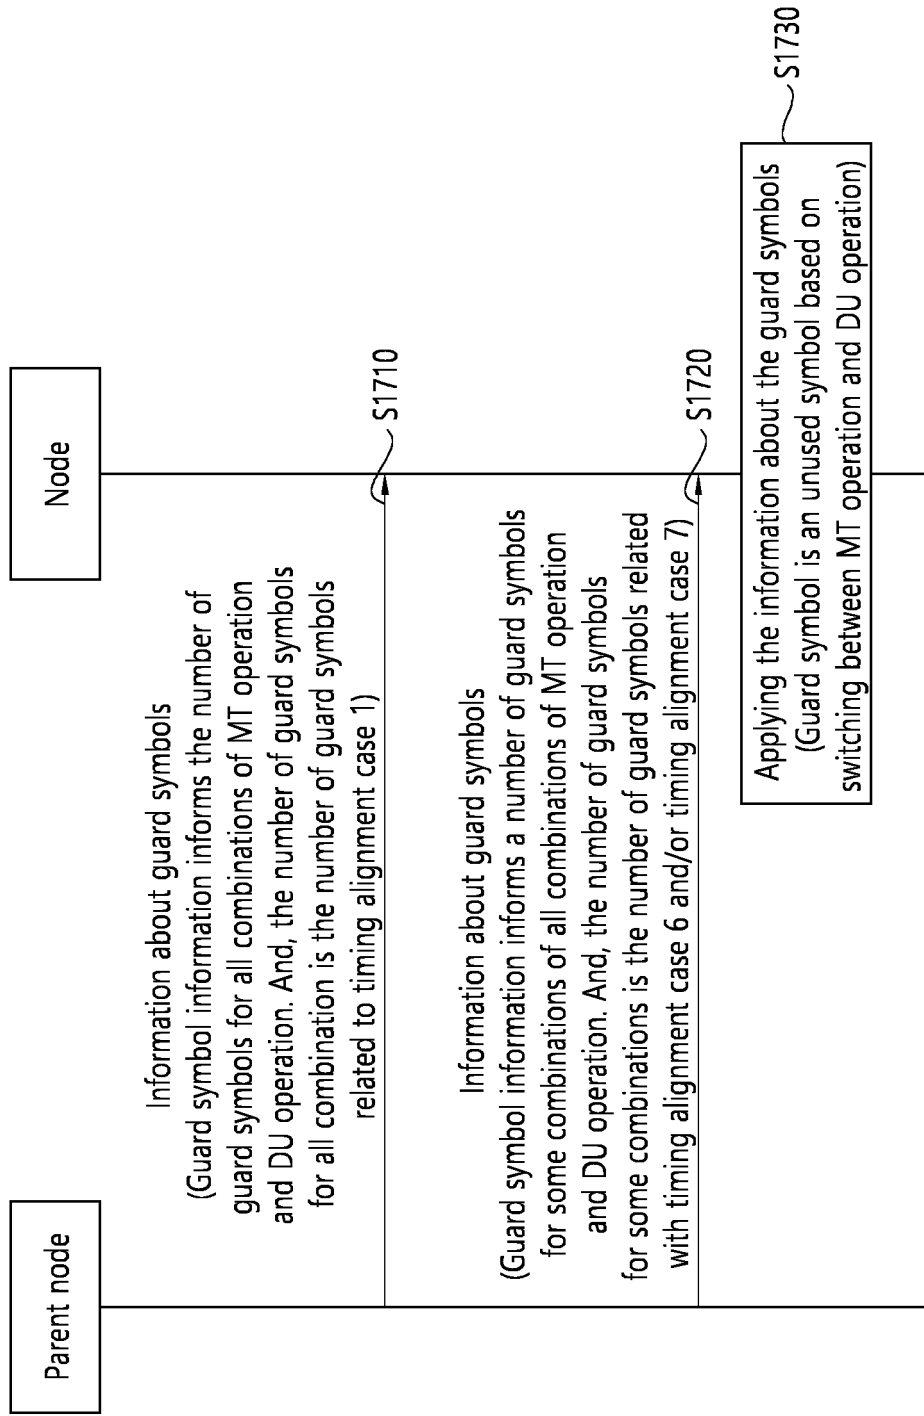 Parent node
Node
Information about guard symbols
(Guard symbol information informs the number of
guard symbols for all combinations of MT operation
and DU operation. And, the number of guard symbols
for all combination is the number of guard symbols
related to timing alignment case 1)
S1710
Information about guard symbols
(Guard symbol information informs a number of guard symbols
for some combinations of all combinations of MT operation
and DU operation. And, the number of guard symbols
for some combinations is the number of guard symbols related
with timing alignment case 6 and/or timing alignment case 7)
S1720
Applying the information about the guard symbols
(Guard symbol is an unused symbol based on
switching between MT operation and DU operation)
S1730